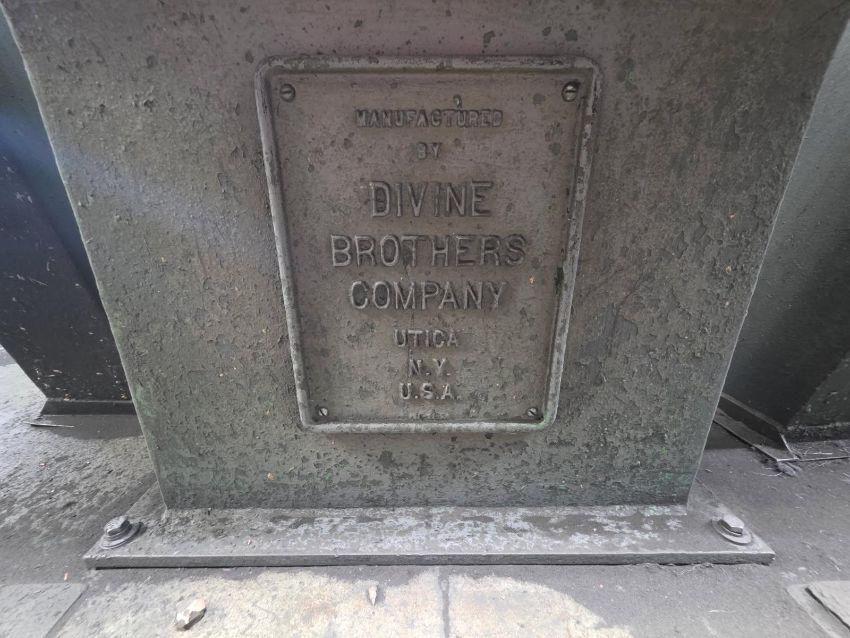 MANUFACTURED
BY
DIVINE
BROTHERS
COMPANY
UTICA
N.Y.
U.S.A.